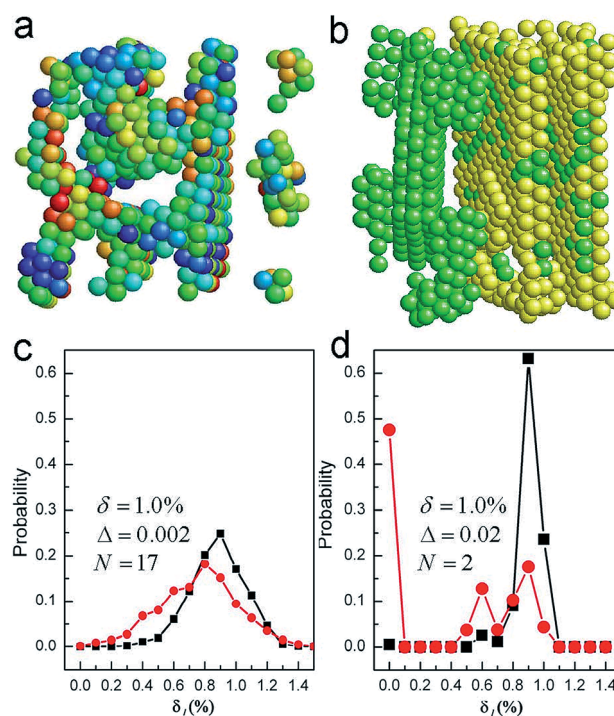 a
b
c
d
Probability
0.6
0.5
0.4
0.3
0.2
0.1
0.0
δ = 1.0%
Δ = 0.002
N = 17
0.0 0.2 0.4 0.6 0.8 1.0 1.2 1.4
δ_l(%)
Probability
0.6
0.5
0.4
0.3
0.2
0.1
0.0
δ = 1.0%
Δ = 0.02
N = 2
0.0 0.2 0.4 0.6 0.8 1.0 1.2 1.4
δ_l(%)